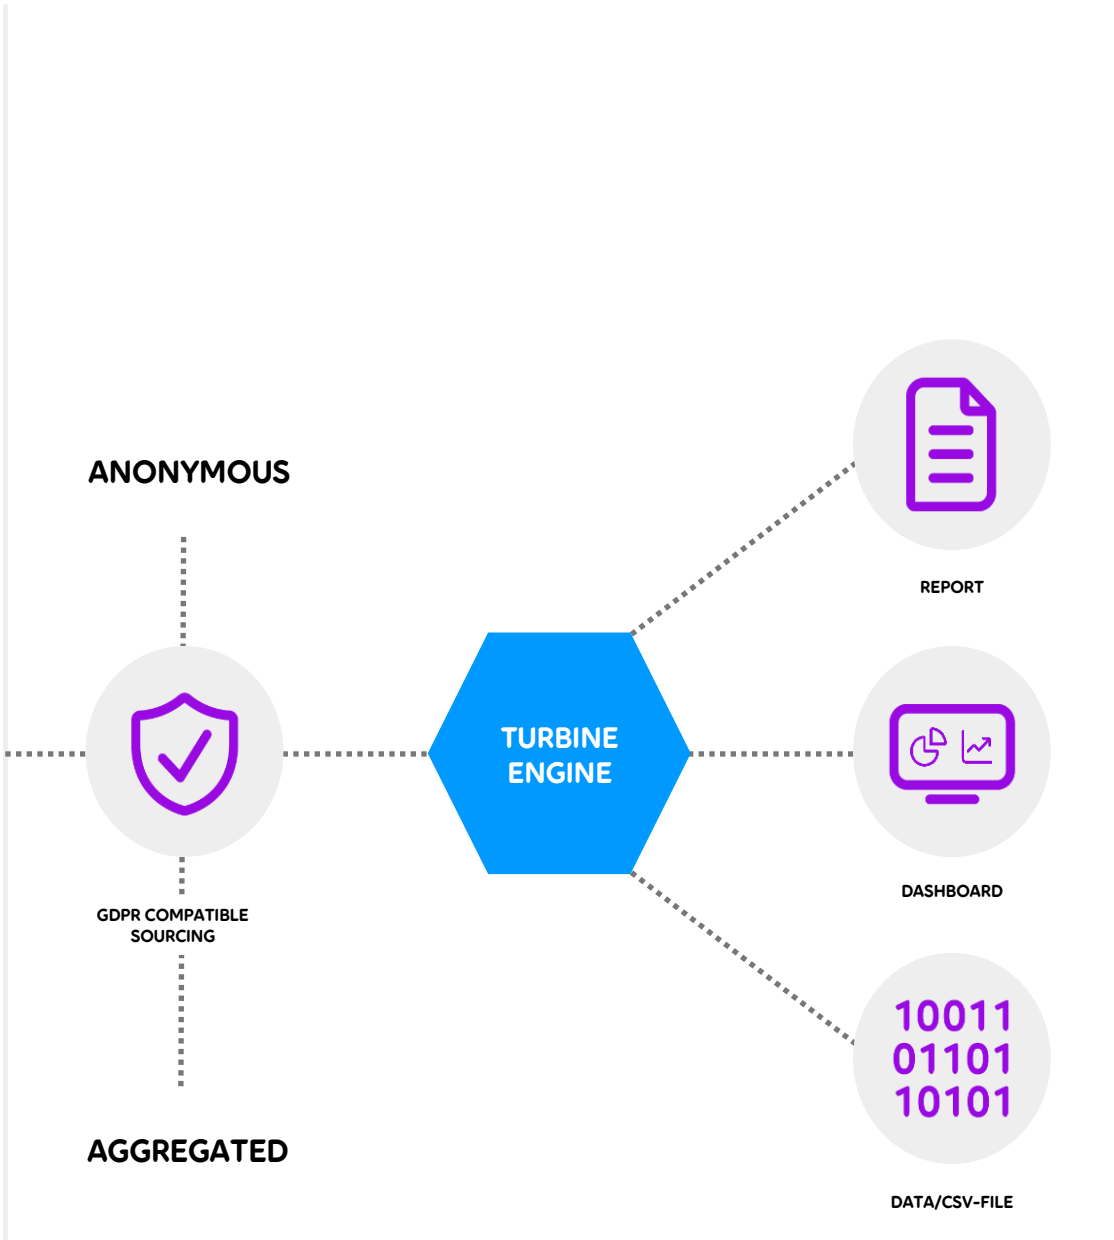 ANONYMOUS
GDPR COMPATIBLE
SOURCING
AGGREGATED
TURBINE
ENGINE
REPORT
DASHBOARD
10011
01101
10101
DATA/CSV-FILE